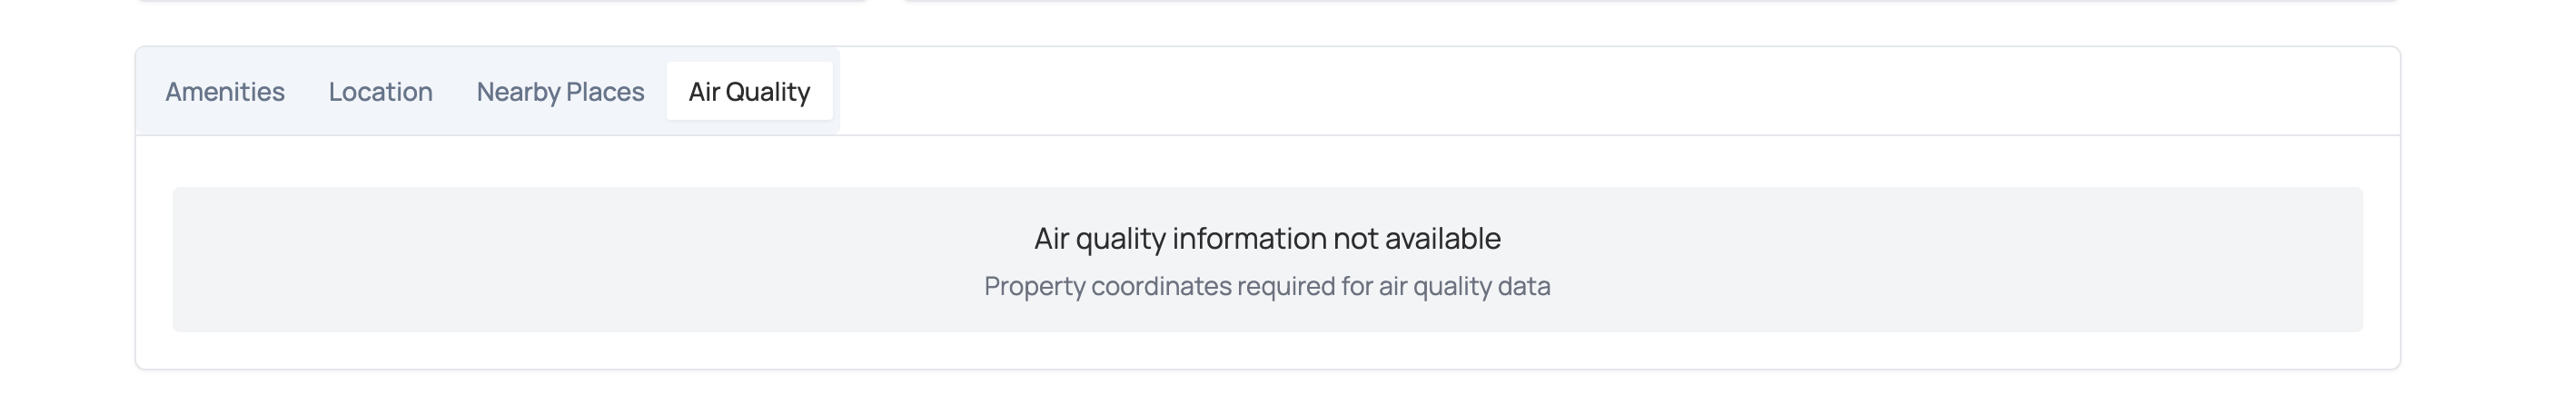 Amenities Location Nearby Places Air Quality
Air quality information not available
Property coordinates required for air quality data